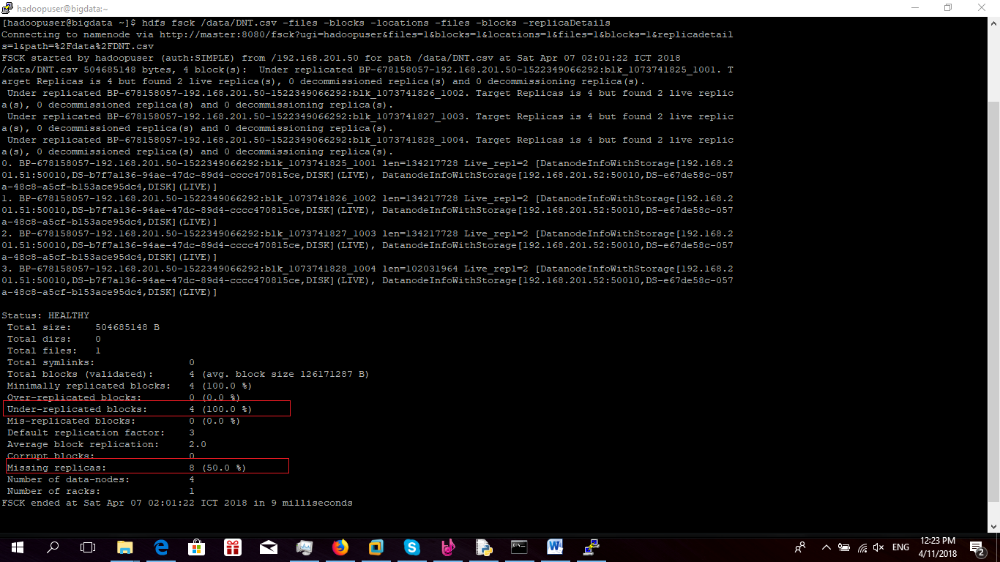 hadoopuser@bigdata:~
[hadoopuser@bigdata ~]$ hdfs fsck /data/DNT.csv -files -blocks -locations -files -blocks -replicaDetails
Connecting to namenode via http://master:8080/fsck?ugi=hadoopuser&files=1&blocks=1&locations=1&files=1&blocks=1&replicadetail
s=1&path=%2Fdata%2FDNT.csv
FSCK started by hadoopuser (auth:SIMPLE) from /192.168.201.50 for path /data/DNT.csv at Sat Apr 07 02:01:22 ICT 2018
/data/DNT.csv 504685148 bytes, 4 block(s):  Under replicated BP-678158057-192.168.201.50-1522349066292:blk_1073741825_1001. T
arget Replicas is 4 but found 2 live replica(s), 0 decommissioned replica(s) and 0 decommissioning replica(s).
 Under replicated BP-678158057-192.168.201.50-1522349066292:blk_1073741826_1002. Target Replicas is 4 but found 2 live replic
a(s), 0 decommissioned replica(s) and 0 decommissioning replica(s).
 Under replicated BP-678158057-192.168.201.50-1522349066292:blk_1073741827_1003. Target Replicas is 4 but found 2 live replic
a(s), 0 decommissioned replica(s) and 0 decommissioning replica(s).
 Under replicated BP-678158057-192.168.201.50-1522349066292:blk_1073741828_1004. Target Replicas is 4 but found 2 live replic
a(s), 0 decommissioned replica(s) and 0 decommissioning replica(s).
0. BP-678158057-192.168.201.50-1522349066292:blk_1073741825_1001 len=134217728 Live_repl=2 [DatanodeInfoWithStorage[192.168.2
01.51:50010,DS-b7f7a136-94ae-47dc-89d4-cccc470815ce,DISK](LIVE), DatanodeInfoWithStorage[192.168.201.52:50010,DS-e67de58c-057
a-48c8-a5cf-b153ace95dc4,DISK](LIVE)]
1. BP-678158057-192.168.201.50-1522349066292:blk_1073741826_1002 len=134217728 Live_repl=2 [DatanodeInfoWithStorage[192.168.2
01.51:50010,DS-b7f7a136-94ae-47dc-89d4-cccc470815ce,DISK](LIVE), DatanodeInfoWithStorage[192.168.201.52:50010,DS-e67de58c-057
a-48c8-a5cf-b153ace95dc4,DISK](LIVE)]
2. BP-678158057-192.168.201.50-1522349066292:blk_1073741827_1003 len=134217728 Live_repl=2 [DatanodeInfoWithStorage[192.168.2
01.51:50010,DS-b7f7a136-94ae-47dc-89d4-cccc470815ce,DISK](LIVE), DatanodeInfoWithStorage[192.168.201.52:50010,DS-e67de58c-057
a-48c8-a5cf-b153ace95dc4,DISK](LIVE)]
3. BP-678158057-192.168.201.50-1522349066292:blk_1073741828_1004 len=102031964 Live_repl=2 [DatanodeInfoWithStorage[192.168.2
01.51:50010,DS-b7f7a136-94ae-47dc-89d4-cccc470815ce,DISK](LIVE), DatanodeInfoWithStorage[192.168.201.52:50010,DS-e67de58c-057
a-48c8-a5cf-b153ace95dc4,DISK](LIVE)]
Status: HEALTHY
 Total size:    504685148 B
 Total dirs:    0
 Total files:   1
 Total symlinks:                0
 Total blocks (validated):      4 (avg. block size 126171287 B)
 Minimally replicated blocks:   4 (100.0 %)
 Over-replicated blocks:        0 (0.0 %)
 Under-replicated blocks:       4 (100.0 %)
 Mis-replicated blocks:         0 (0.0 %)
 Default replication factor:    3
 Average block replication:     2.0
 Corrupt blocks:                0
 Missing replicas:              8 (50.0 %)
 Number of data-nodes:          4
 Number of racks:               1
FSCK ended at Sat Apr 07 02:01:22 ICT 2018 in 9 milliseconds
ENG
12:23 PM
4/11/2018
2